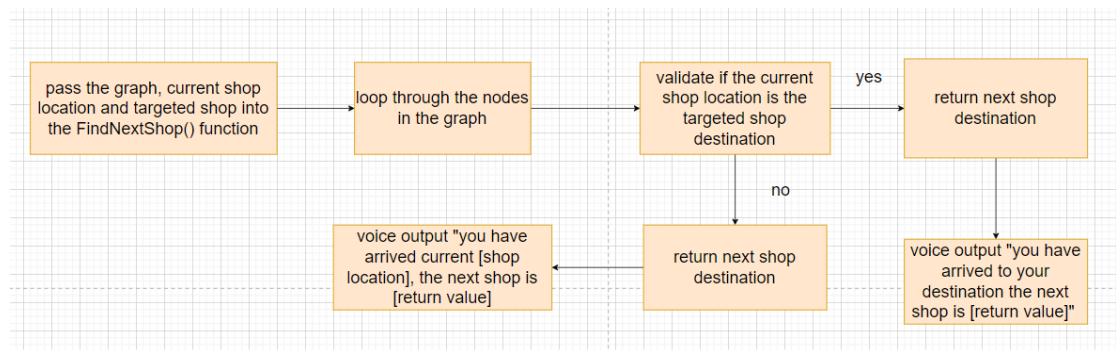 pass the graph, current shop
location and targeted shop into
the FindNextShop() function
loop through the nodes
in the graph
validate if the current
shop location is the
targeted shop
destination
yes
return next shop
destination
no
voice output "you have
arrived current [shop
location], the next shop is
[return value]
return next shop
destination
voice output "you have
arrived to your
destination the next
shop is [return value]"